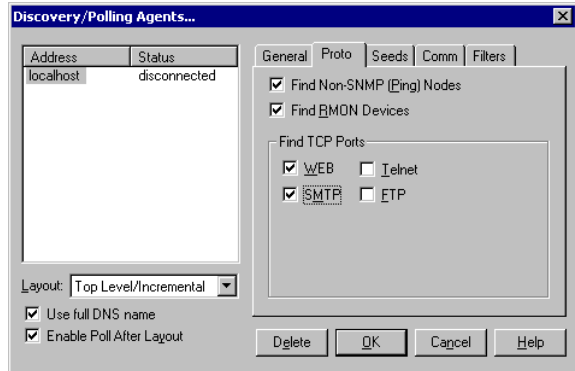 Discovery/Polling Agents...
Address Status
localhost disconnected
Layout: Top Level/Incremental
Use full DNS name
Enable Poll After Layout
General Proto Seeds Comm Filters
Find Non-SNMP (Ping) Nodes
Find RMON Devices
Find TCP Ports
WEB Telnet
SMTP FTP
Delete OK Cancel Help